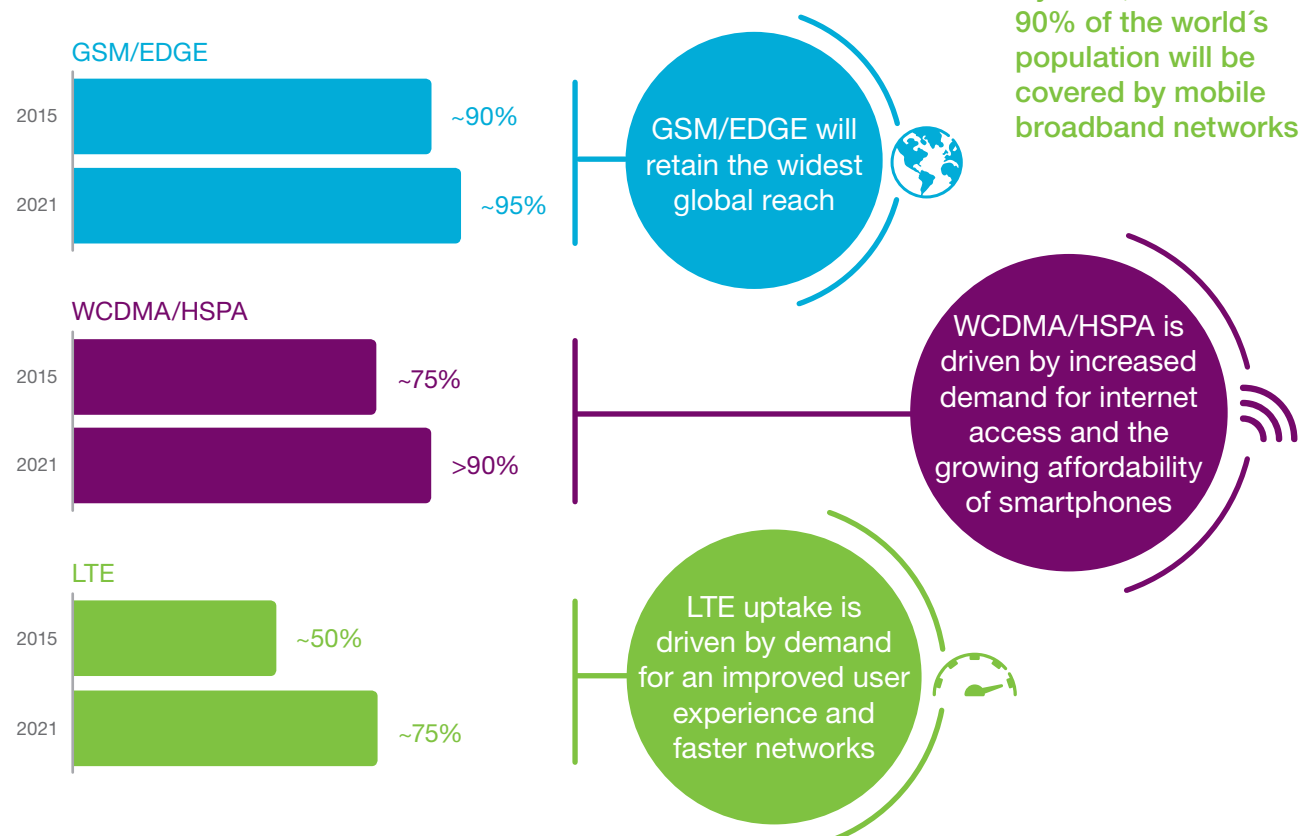 90% of the world´s
population will be
covered by mobile
broadband networks
GSM/EDGE
2015
~90%
2021
~95%
GSM/EDGE will
retain the widest
global reach
WCDMA/HSPA
2015
~75%
2021
>90%
WCDMA/HSPA is
driven by increased
demand for internet
access and the
growing affordability
of smartphones
LTE
2015
~50%
2021
~75%
LTE uptake is
driven by demand
for an improved user
experience and
faster networks